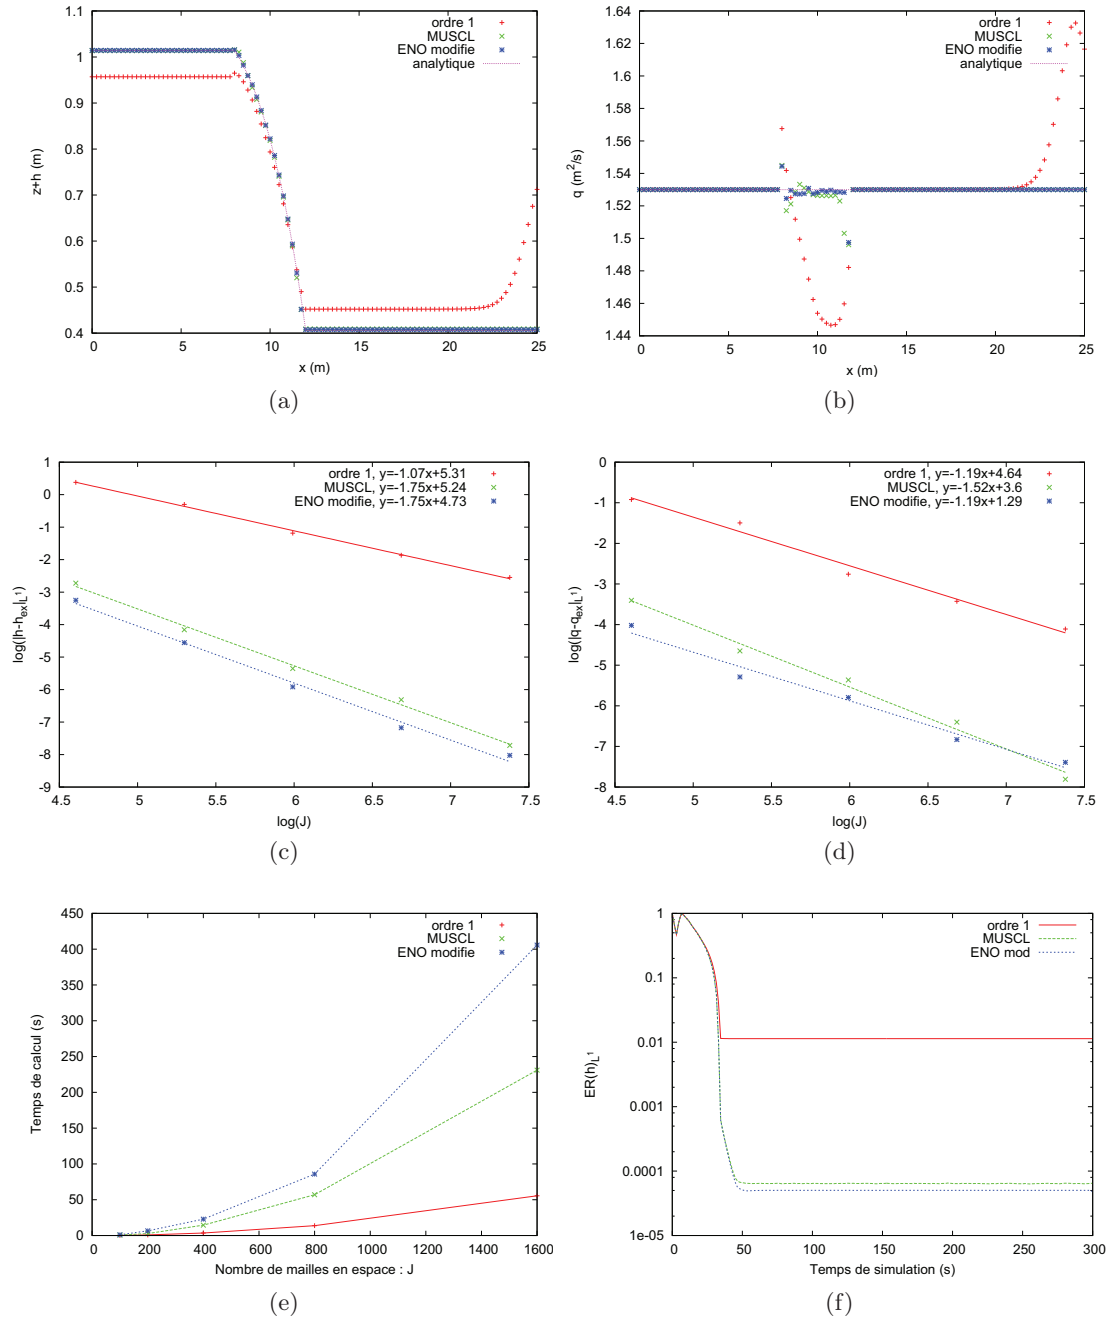 ordre 1
MUSCL
ENO modifie
analytique
1.1
1
0.9
0.8
0.7
0.6
0.5
0.4
z+h (m)
0 5 10 15 20 25
x (m)
(a)
ordre 1
MUSCL
ENO modifie
analytique
1.64
1.62
1.6
1.58
1.56
1.54
1.52
1.5
1.48
1.46
1.44
q (m²/s)
0 5 10 15 20 25
x (m)
(b)
ordre 1, y=-1.07x+5.31
MUSCL, y=-1.75x+5.24
ENO modifie, y=-1.75x+4.73
1
0
-1
-2
-3
-4
-5
-6
-7
-8
-9
log(|h-h_ex|_L¹)
4.5 5 5.5 6 6.5 7 7.5
log(J)
(c)
ordre 1, y=-1.19x+4.64
MUSCL, y=-1.52x+3.6
ENO modifie, y=-1.19x+1.29
0
-1
-2
-3
-4
-5
-6
-7
-8
log(|q-q_ex|_L¹)
4.5 5 5.5 6 6.5 7 7.5
log(J)
(d)
ordre 1
MUSCL
ENO modifie
450
400
350
300
250
200
150
100
50
0
Temps de calcul (s)
0 200 400 600 800 1000 1200 1400 1600
Nombre de mailles en espace : J
(e)
ordre 1
MUSCL
ENO mod
1
0.1
0.01
0.001
0.0001
1e-05
ER(h)_L¹
0 50 100 150 200 250 300
Temps de simulation (s)
(f)